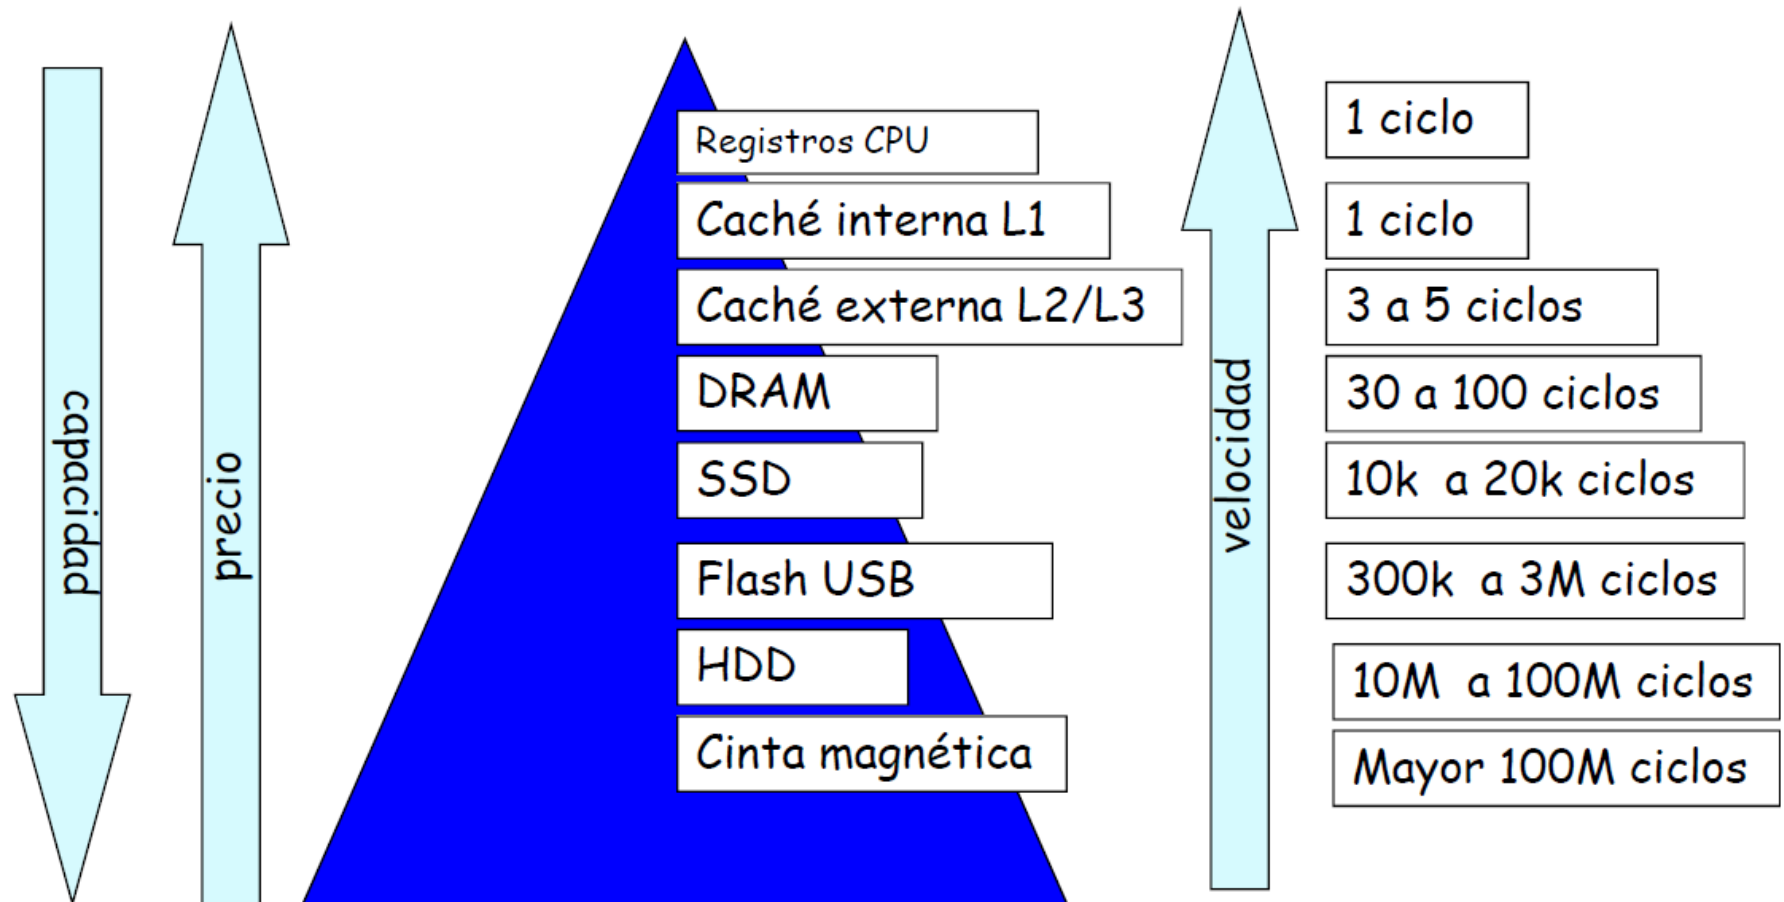 capacidad
precio
Registros CPU
Caché interna L1
Caché externa L2/L3
DRAM
SSD
Flash USB
HDD
Cinta magnética
velocidad
1 ciclo
1 ciclo
3 a 5 ciclos
30 a 100 ciclos
10k a 20k ciclos
300k a 3M ciclos
10M a 100M ciclos
Mayor 100M ciclos